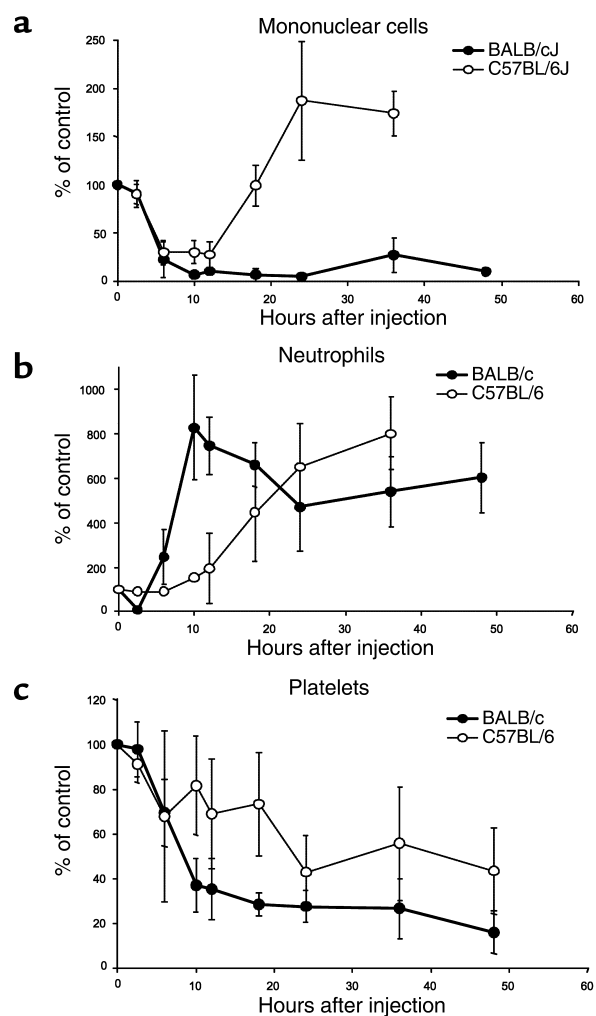 a
Mononuclear cells
250
200
150
100
50
0
% of control
BALB/cJ
C57BL/6J
0 10 20 30 40 50 60
Hours after injection
b
Neutrophils
1000
800
600
400
200
0
% of control
BALB/c
C57BL/6
0 10 20 30 40 50 60
Hours after injection
c
Platelets
120
100
80
60
40
20
0
% of control
BALB/c
C57BL/6
0 10 20 30 40 50 60
Hours after injection